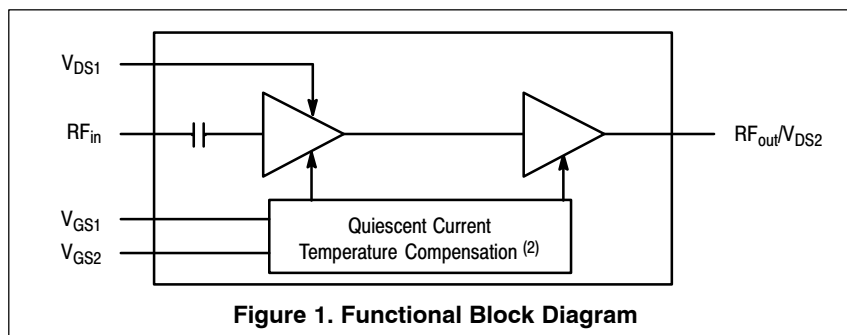 V_DS1
RF_in
RF_out/V_DS2
V_GS1
V_GS2
Quiescent Current
Temperature Compensation (2)
Figure 1. Functional Block Diagram